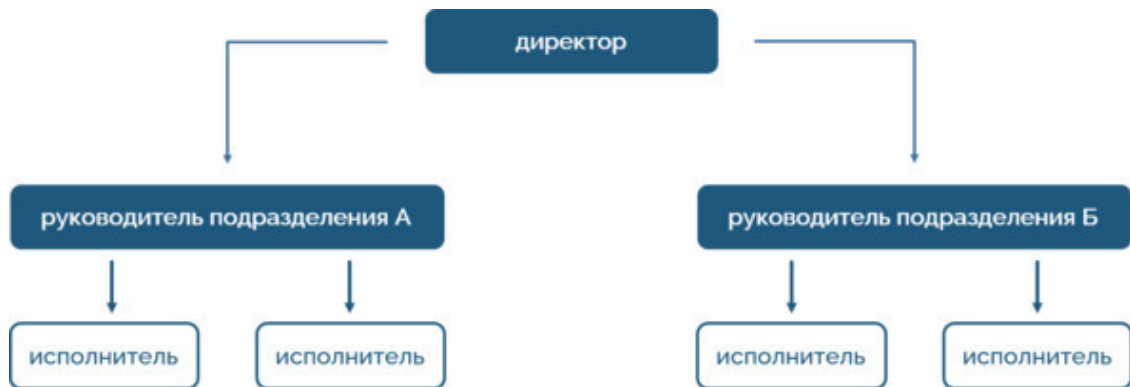 директор
руководитель подразделения А
руководитель подразделения Б
исполнитель
исполнитель
исполнитель
исполнитель